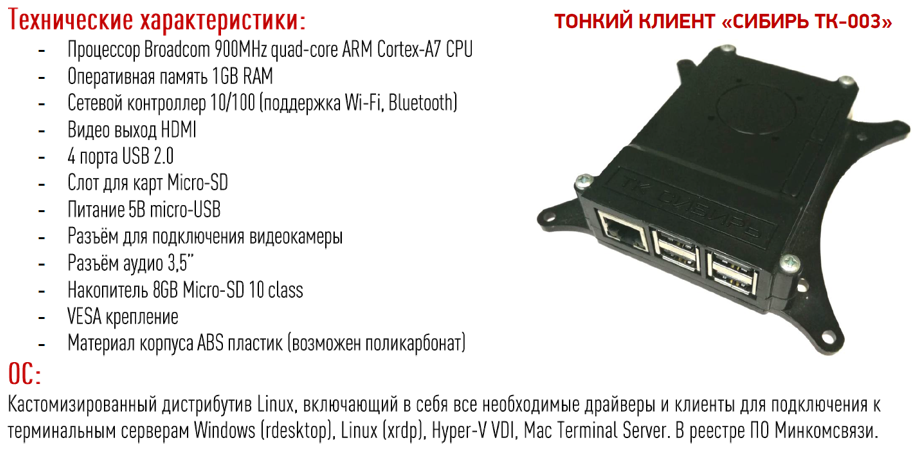 Технические характеристики:
ТОНКИЙ КЛИЕНТ «СИБИРЬ ТК-003»
- Процессор Broadcom 900MHz quad-core ARM Cortex-A7 CPU
- Оперативная память 1GB RAM
- Сетевой контроллер 10/100 (поддержка Wi-Fi, Bluetooth)
- Видео выход HDMI
- 4 порта USB 2.0
- Слот для карт Micro-SD
- Питание 5В micro-USB
- Разъём для подключения видеокамеры
- Разъём аудио 3,5”
- Накопитель 8GB Micro-SD 10 class
- VESA крепление
- Материал корпуса ABS пластик (возможен поликарбонат)
ТК СИБИРЬ
ОС:
Кастомизированный дистрибутив Linux, включающий в себя все необходимые драйверы и клиенты для подключения к
терминальным серверам Windows (rdesktop), Linux (xrdp), Hyper-V VDI, Mac Terminal Server. В реестре ПО Минкомсвязи.